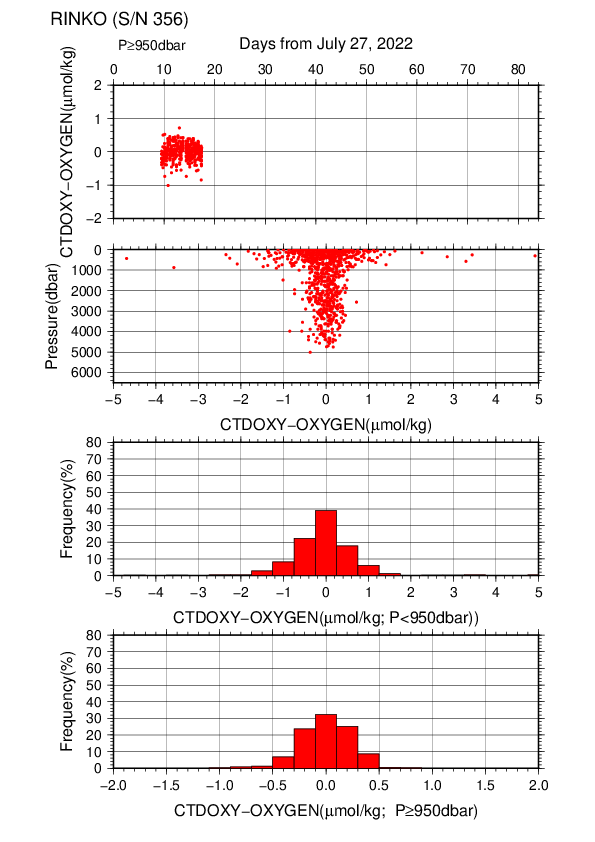 RINKO (S/N 356)
P≥950dbar
Days from July 27, 2022
0 10 20 30 40 50 60 70 80
CTDOXY−OXYGEN(μmol/kg)
2
1
0
−1
−2
Pressure(dbar)
0
1000
2000
3000
4000
5000
6000
−5 −4 −3 −2 −1 0 1 2 3 4 5
CTDOXY−OXYGEN(μmol/kg)
Frequency(%)
80
70
60
50
40
30
20
10
0
−5 −4 −3 −2 −1 0 1 2 3 4 5
CTDOXY−OXYGEN(μmol/kg; P<950dbar))
Frequency(%)
80
70
60
50
40
30
20
10
0
−2.0 −1.5 −1.0 −0.5 0.0 0.5 1.0 1.5 2.0
CTDOXY−OXYGEN(μmol/kg; P≥950dbar)